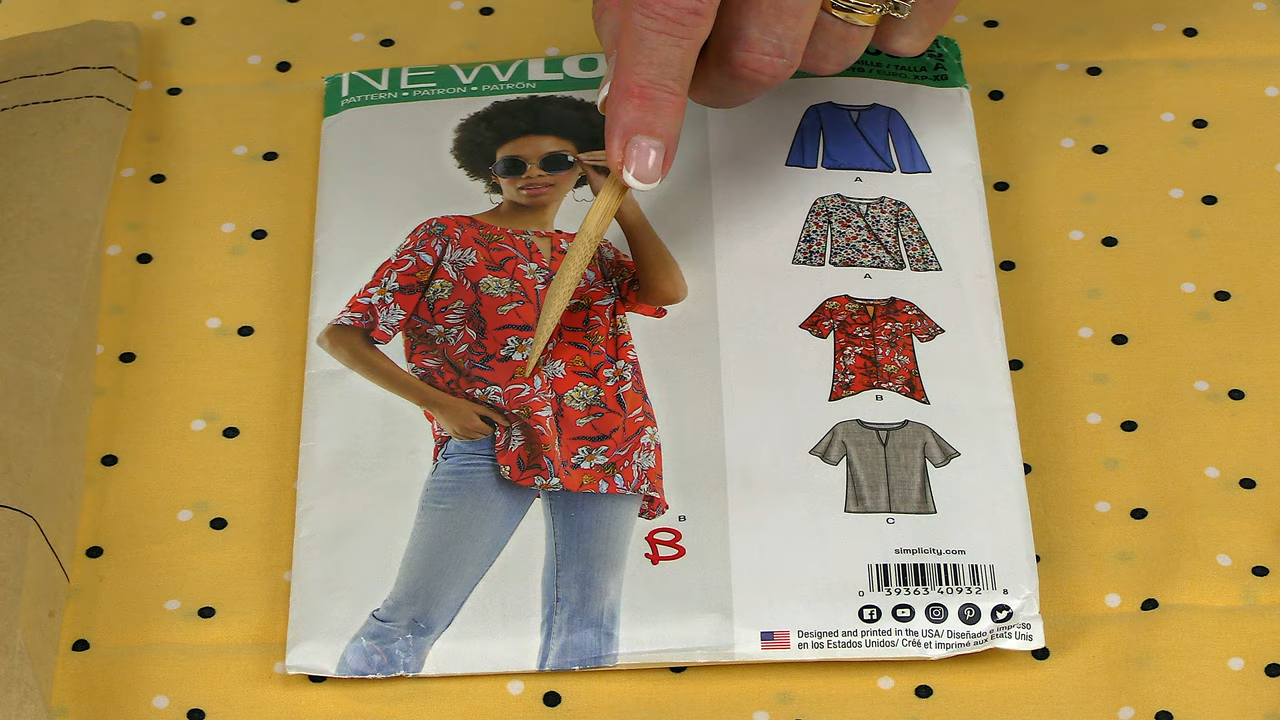 NEW LO
PATTERN • PATRON • PATRÓN
TALLA A
EURO. XP-XG
A
A
B
C
B
B
simplicity.com
0 39363 40932 8
Designed and printed in the USA/ Diseñado e impreso
en los Estados Unidos/ Créé et imprimé aux Etats Unis